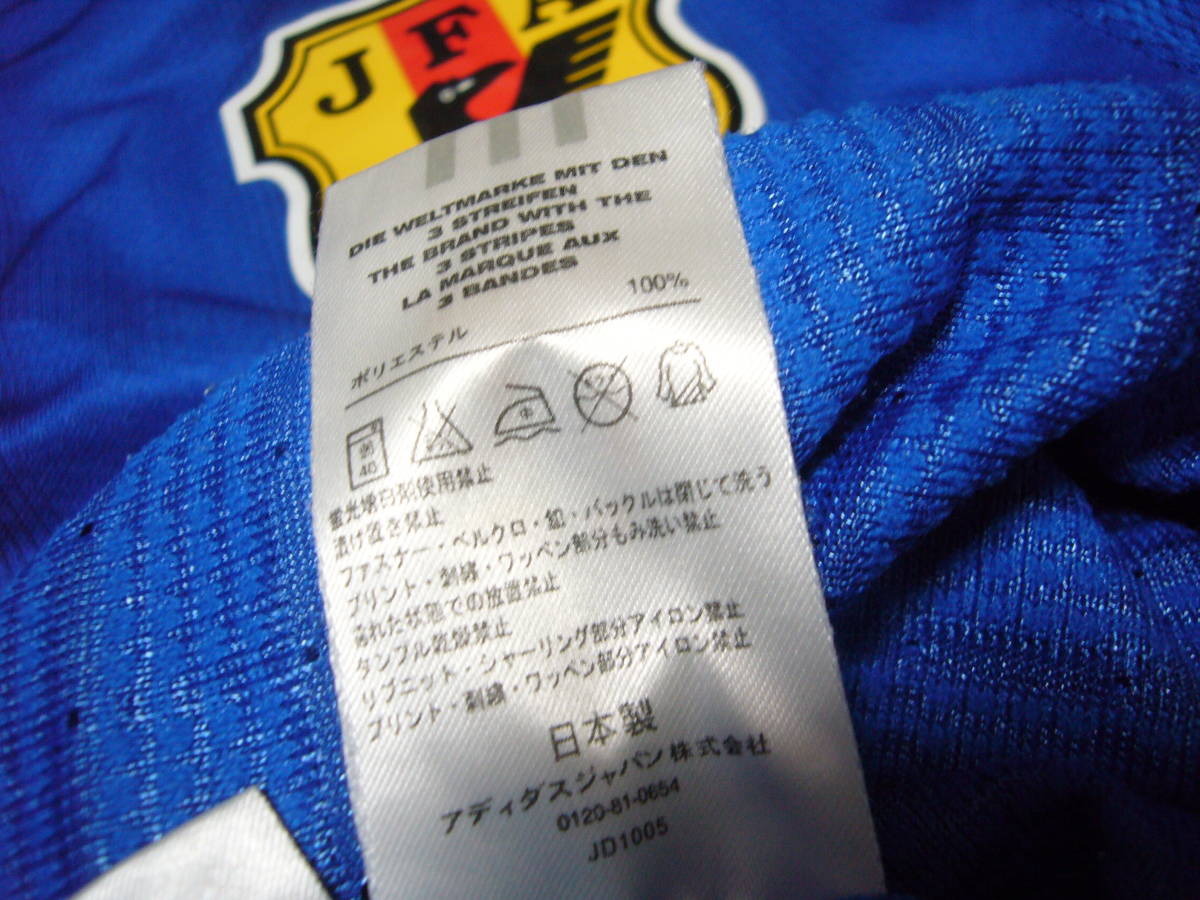 JFA
DIE WELTMARKE MIT DEN
3 STREIFEN
THE BRAND WITH THE
3 STRIPES
LA MARQUE AUX
3 BANDES
ポリエステル 100%
40
蛍光増白剤使用禁止
漬け置き禁止
ファスナー・ベルクロ・釦・バックルは閉じて洗う
プリント・刺繍・ワッペン部分もみ洗い禁止
濡れた状態での放置禁止
タンブル乾燥禁止
リブニット・シャーリング部分アイロン禁止
プリント・刺繍・ワッペン部分アイロン禁止
日本製
アディダスジャパン株式会社
0120-81-0654
JD1005